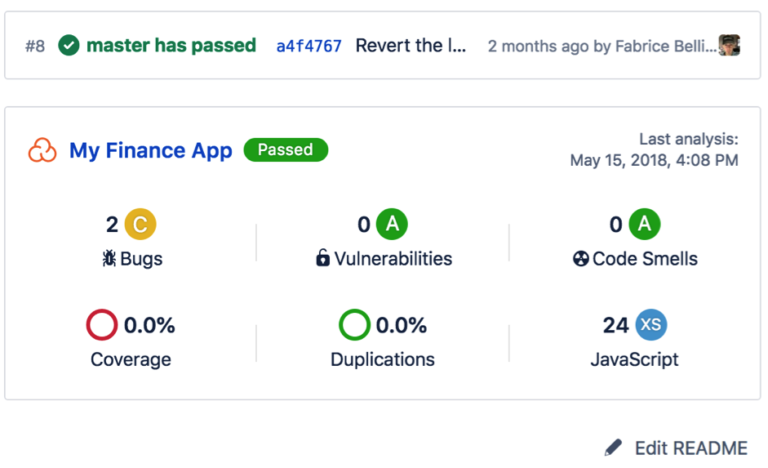 #8 master has passed a4f4767 Revert the l... 2 months ago by Fabrice Belli...
My Finance App Passed
Last analysis:
May 15, 2018, 4:08 PM
2 C 0 A 0 A
Bugs Vulnerabilities Code Smells
0.0% 0.0% 24 XS
Coverage Duplications JavaScript
Edit README